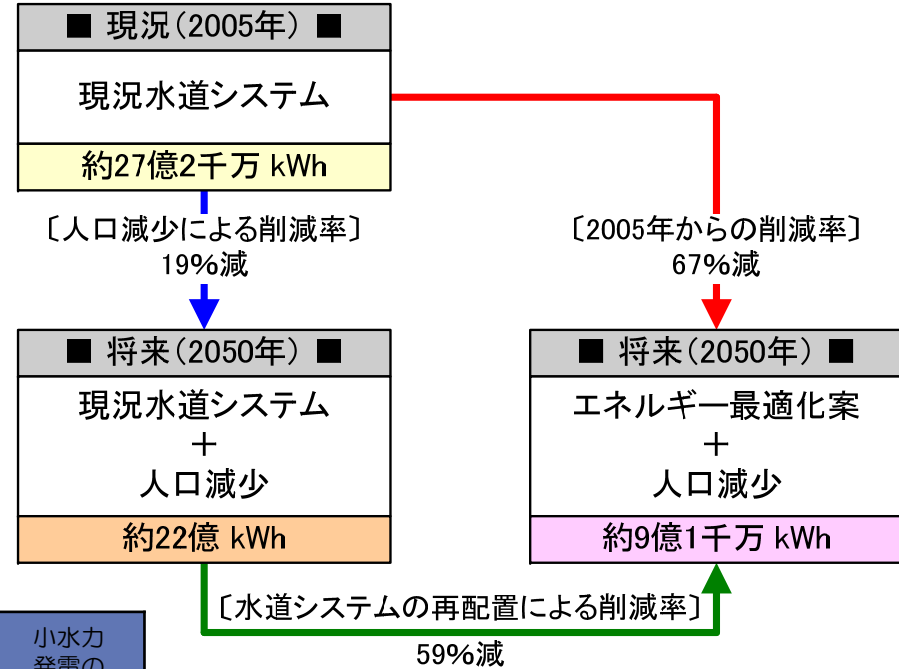 ■ 現況(2005年) ■
現況水道システム
約27億2千万 kWh
〔人口減少による削減率〕
19%減
〔2005年からの削減率〕
67%減
■ 将来(2050年) ■
現況水道システム
＋
人口減少
約22億 kWh
■ 将来(2050年) ■
エネルギー最適化案
＋
人口減少
約9億1千万 kWh
〔水道システムの再配置による削減率〕
59%減
小水力
発電の